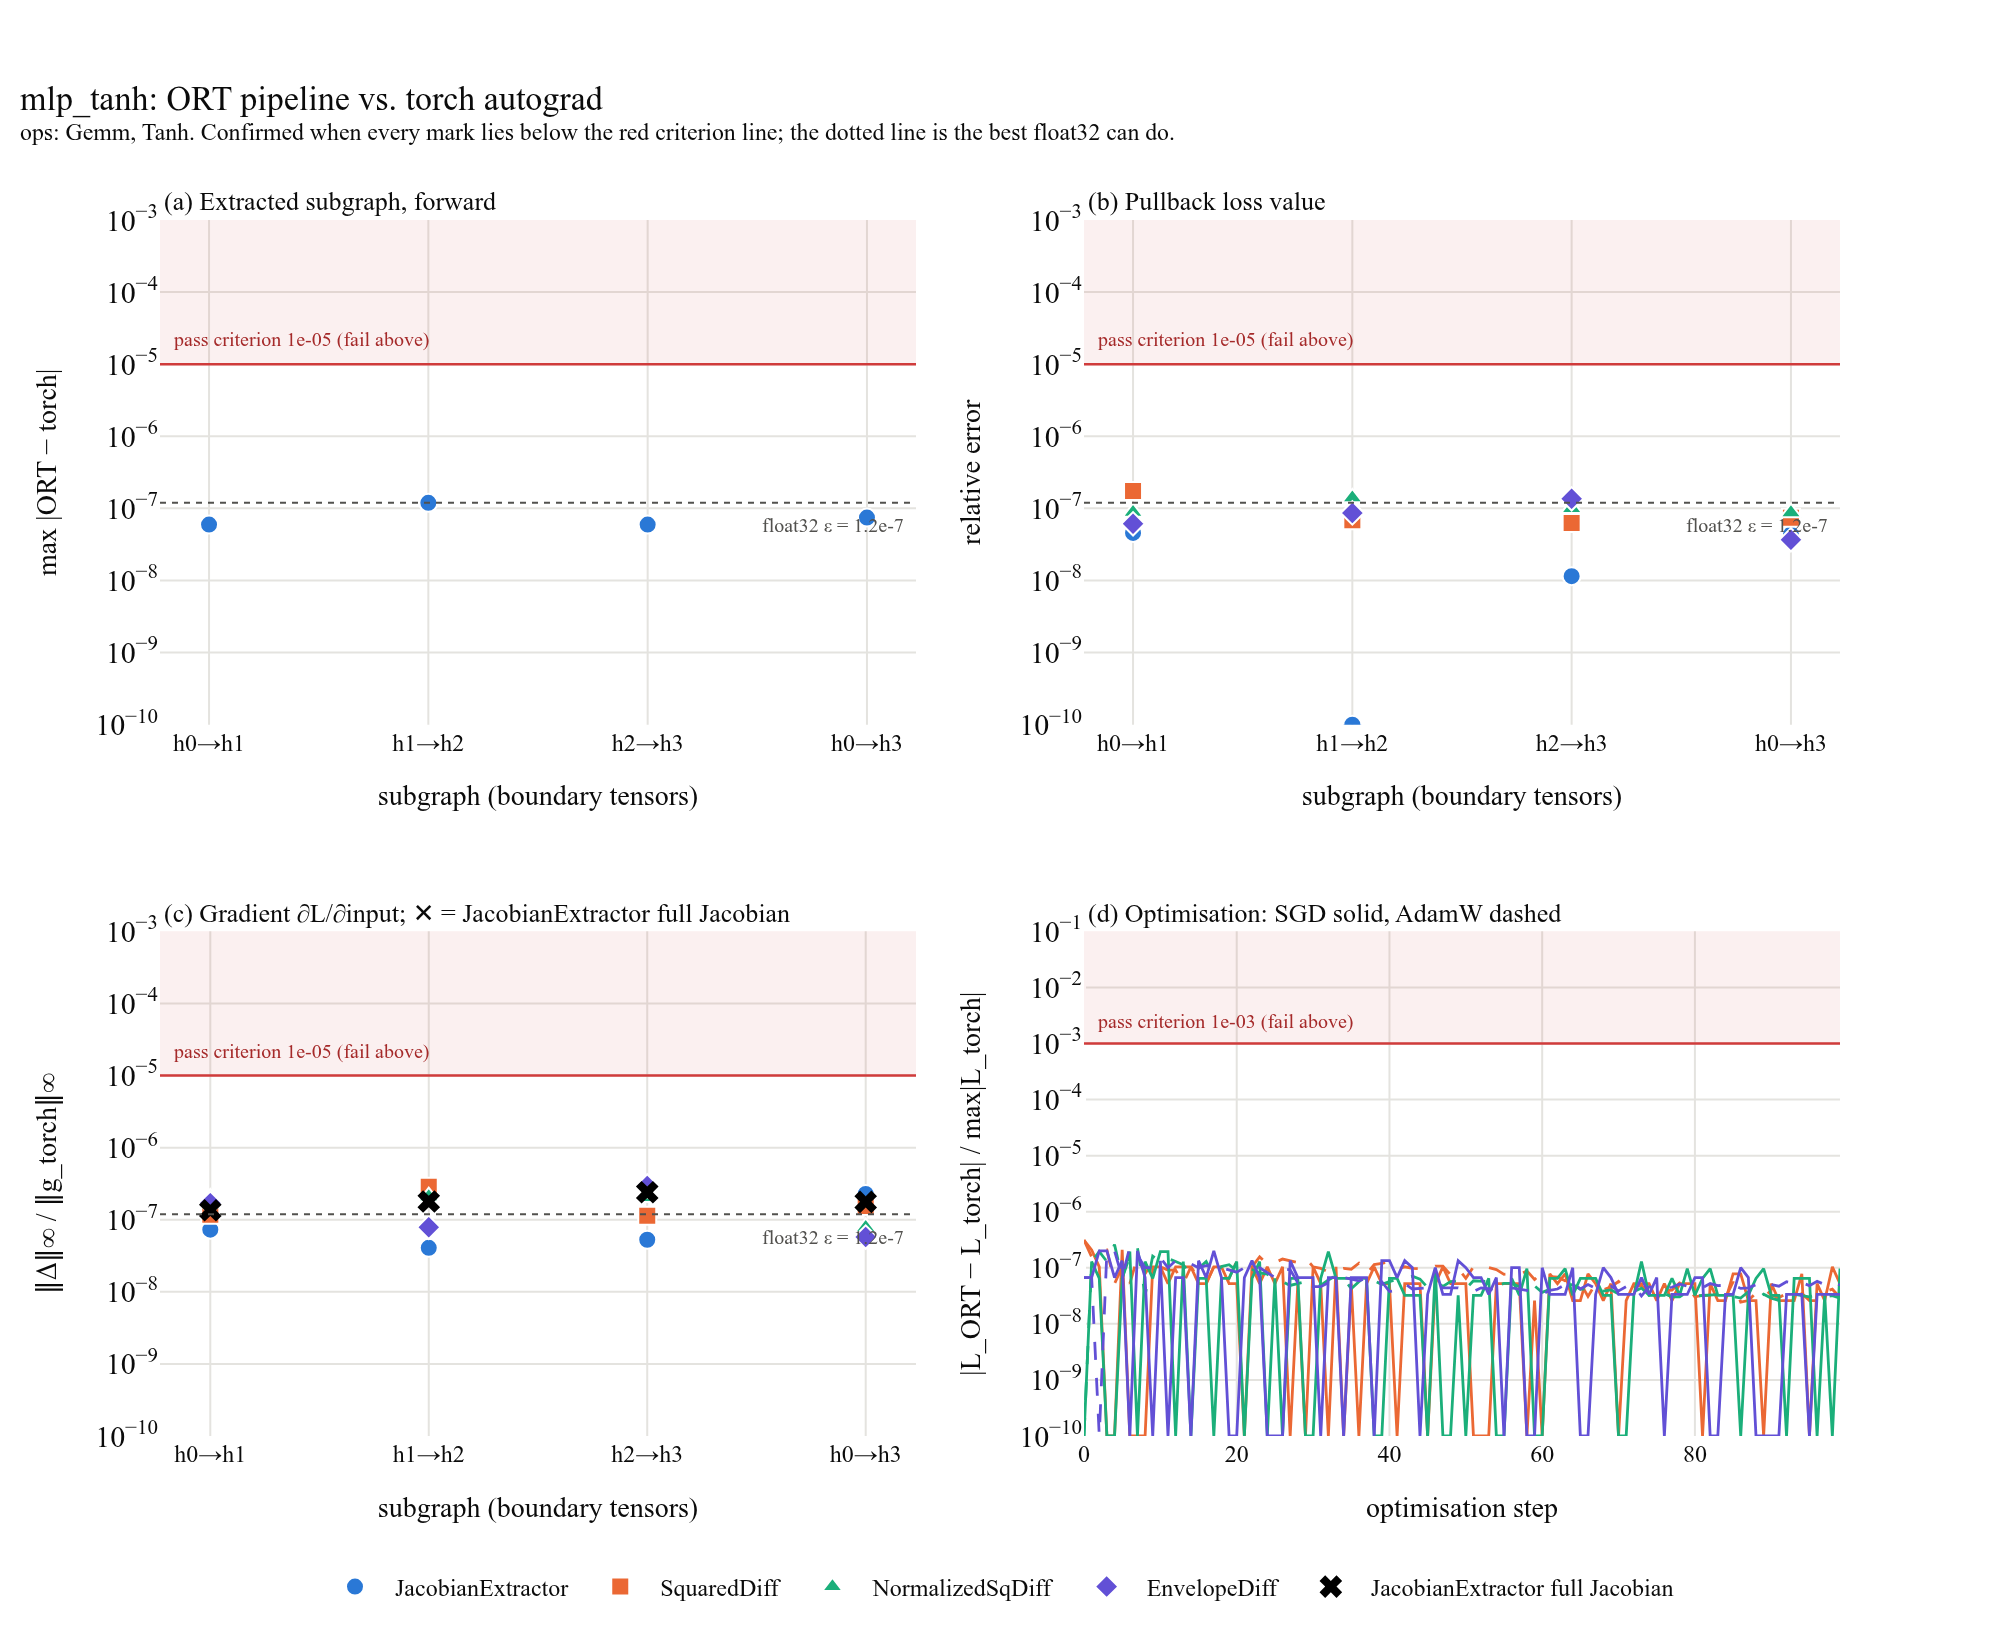 mlp_tanh: ORT pipeline vs. torch autograd
ops: Gemm, Tanh. Confirmed when every mark lies below the red criterion line; the dotted line is the best float32 can do.
(a) Extracted subgraph, forward
10−3
10−4
pass criterion 1e-05 (fail above)
10−5
10−6
10−7
float32 ε = 1.2e-7
10−8
10−9
10−10
max |ORT − torch|
h0→h1 h1→h2 h2→h3 h0→h3
subgraph (boundary tensors)
(b) Pullback loss value
10−3
10−4
pass criterion 1e-05 (fail above)
10−5
10−6
10−7
float32 ε = 1.2e-7
10−8
10−9
10−10
relative error
h0→h1 h1→h2 h2→h3 h0→h3
subgraph (boundary tensors)
(c) Gradient ∂L/∂input; ✕ = JacobianExtractor full Jacobian
10−3
10−4
pass criterion 1e-05 (fail above)
10−5
10−6
10−7
float32 ε = 1.2e-7
10−8
10−9
10−10
‖Δ‖∞ / ‖g_torch‖∞
h0→h1 h1→h2 h2→h3 h0→h3
subgraph (boundary tensors)
(d) Optimisation: SGD solid, AdamW dashed
10−1
10−2
pass criterion 1e-03 (fail above)
10−3
10−4
10−5
10−6
10−7
10−8
10−9
10−10
|L_ORT − L_torch| / max|L_torch|
0 20 40 60 80
optimisation step
JacobianExtractor SquaredDiff NormalizedSqDiff EnvelopeDiff JacobianExtractor full Jacobian